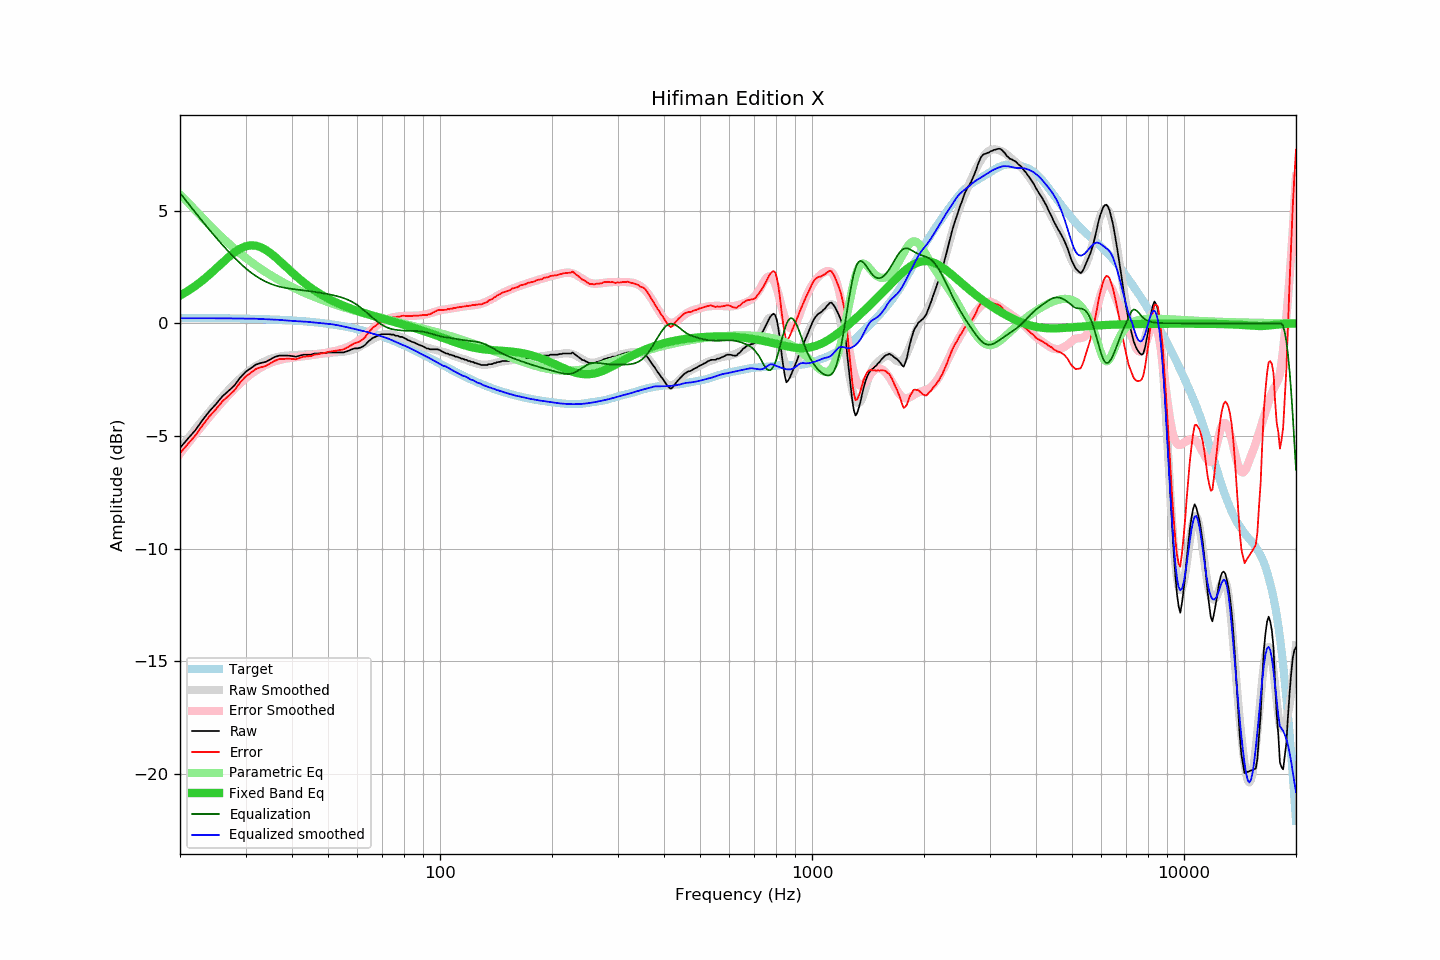 Hifiman Edition X
Amplitude (dBr)
5
0
−5
−10
−15
−20
Target
Raw Smoothed
Error Smoothed
Raw
Error
Parametric Eq
Fixed Band Eq
Equalization
Equalized smoothed
100
1000
10000
Frequency (Hz)